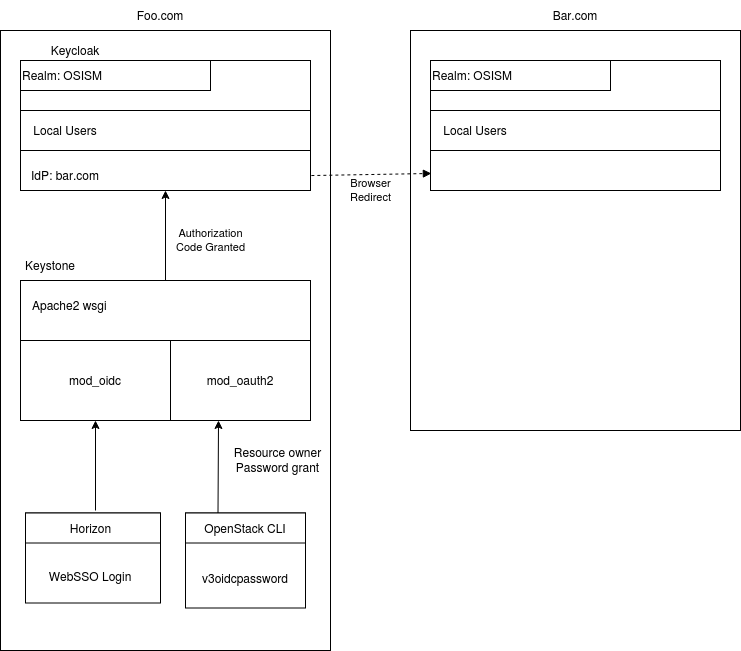 Foo.com
Bar.com
Keycloak
Realm: OSISM
Realm: OSISM
Local Users
Local Users
IdP: bar.com
Browser
Redirect
Authorization
Code Granted
Keystone
Apache2 wsgi
mod_oidc
mod_oauth2
Resource owner
Password grant
Horizon
OpenStack CLI
WebSSO Login
v3oidcpassword